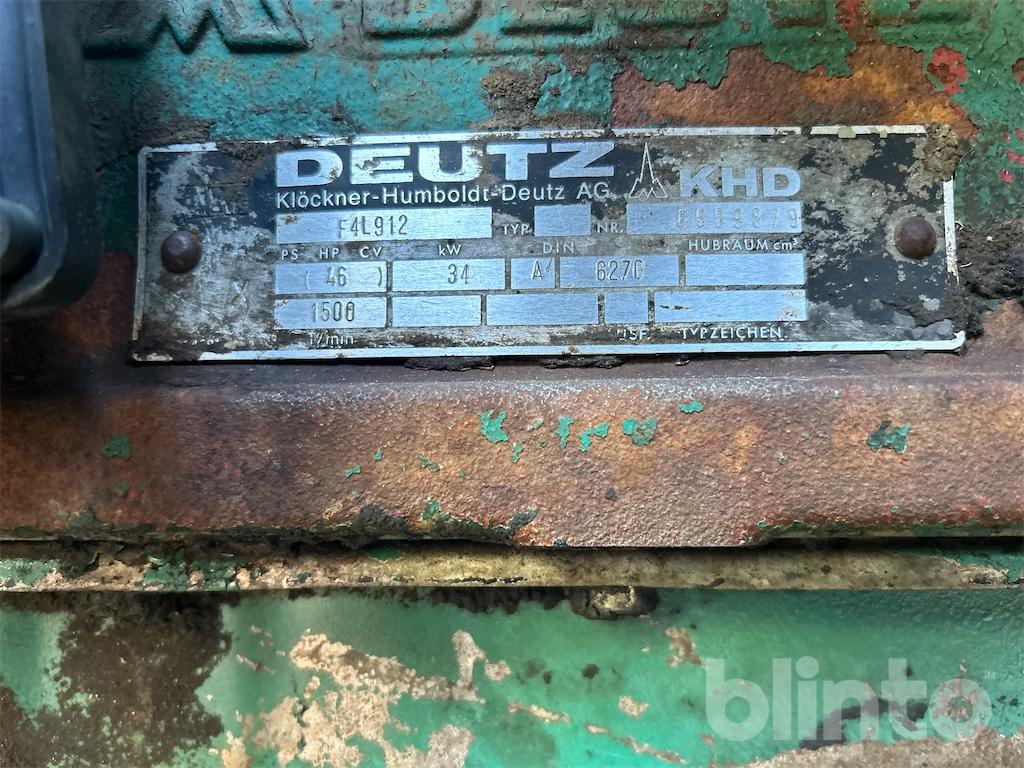 DEUTZ KHD
Klöckner-Humboldt-Deutz AG
F4L912 TYP NR.
PS HP CV kW DIN HUBRAUM cm³
( 46 ) 34 A 6270
1500
1/min TYPZEICHEN
blinto